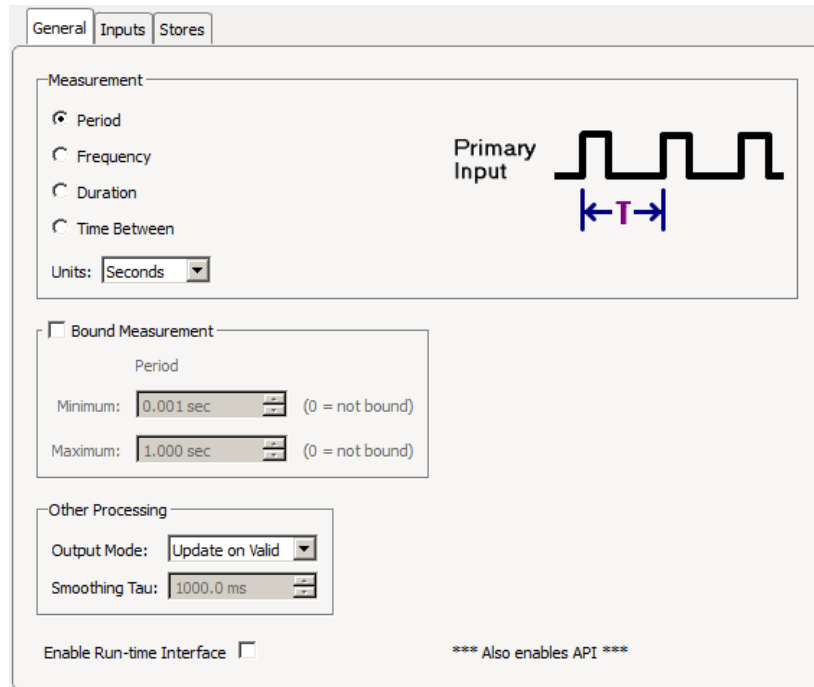 General Inputs Stores
Measurement
Period
Frequency
Duration
Time Between
Units: Seconds
Primary
Input
T
Bound Measurement
Period
Minimum: 0.001 sec (0 = not bound)
Maximum: 1.000 sec (0 = not bound)
Other Processing
Output Mode: Update on Valid
Smoothing Tau: 1000.0 ms
Enable Run-time Interface *** Also enables API ***